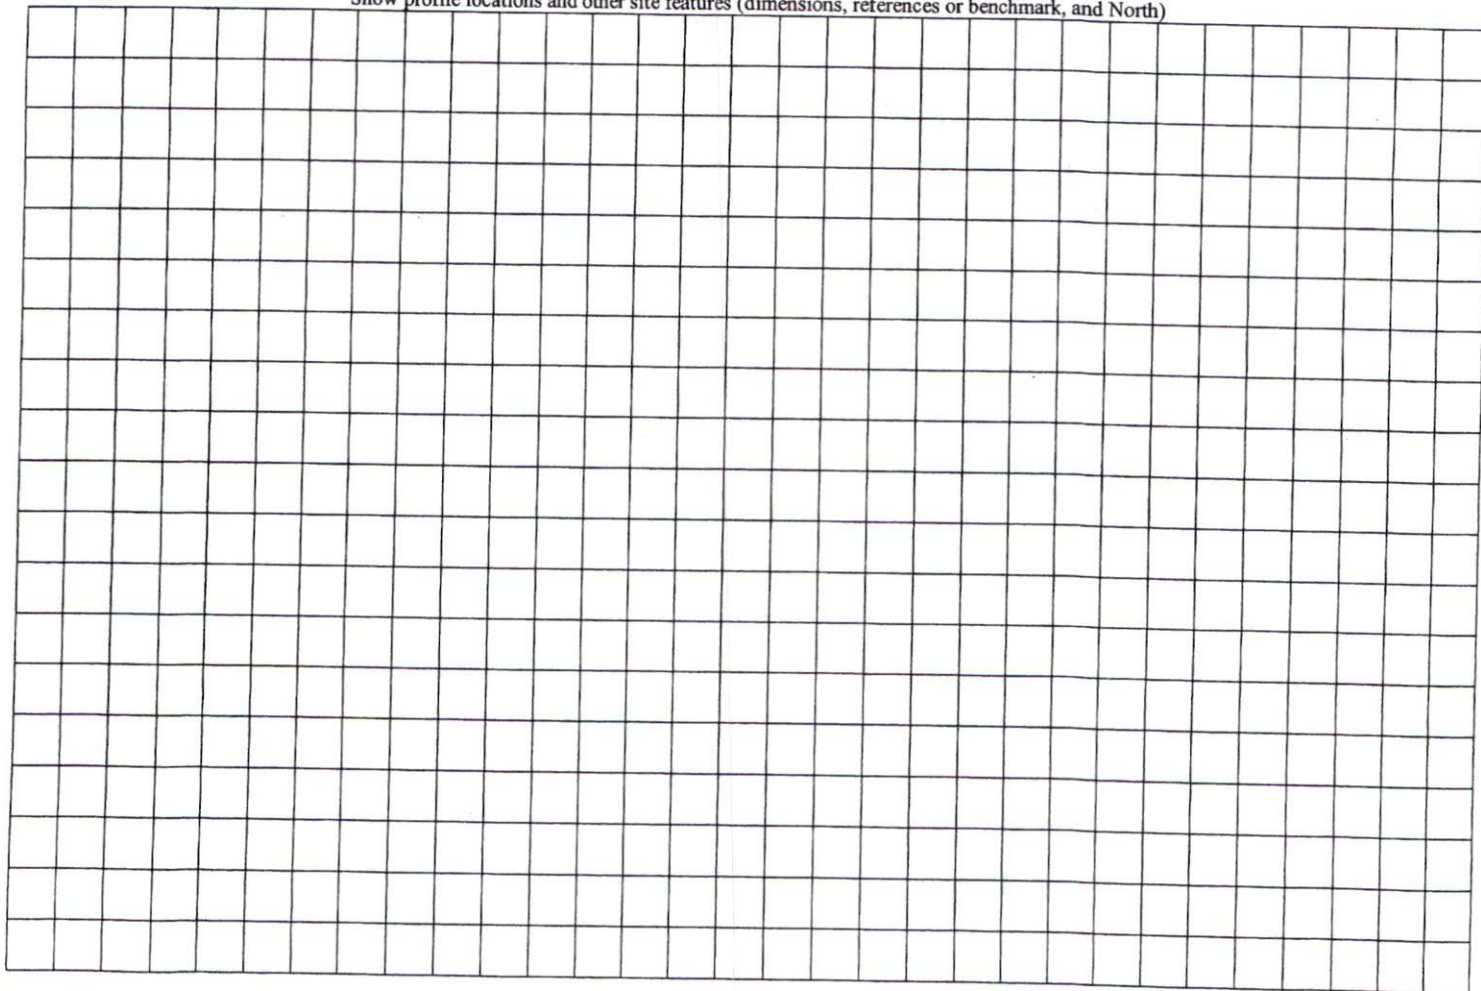 Show profile locations and other site features (dimensions, references or benchmark, and North)